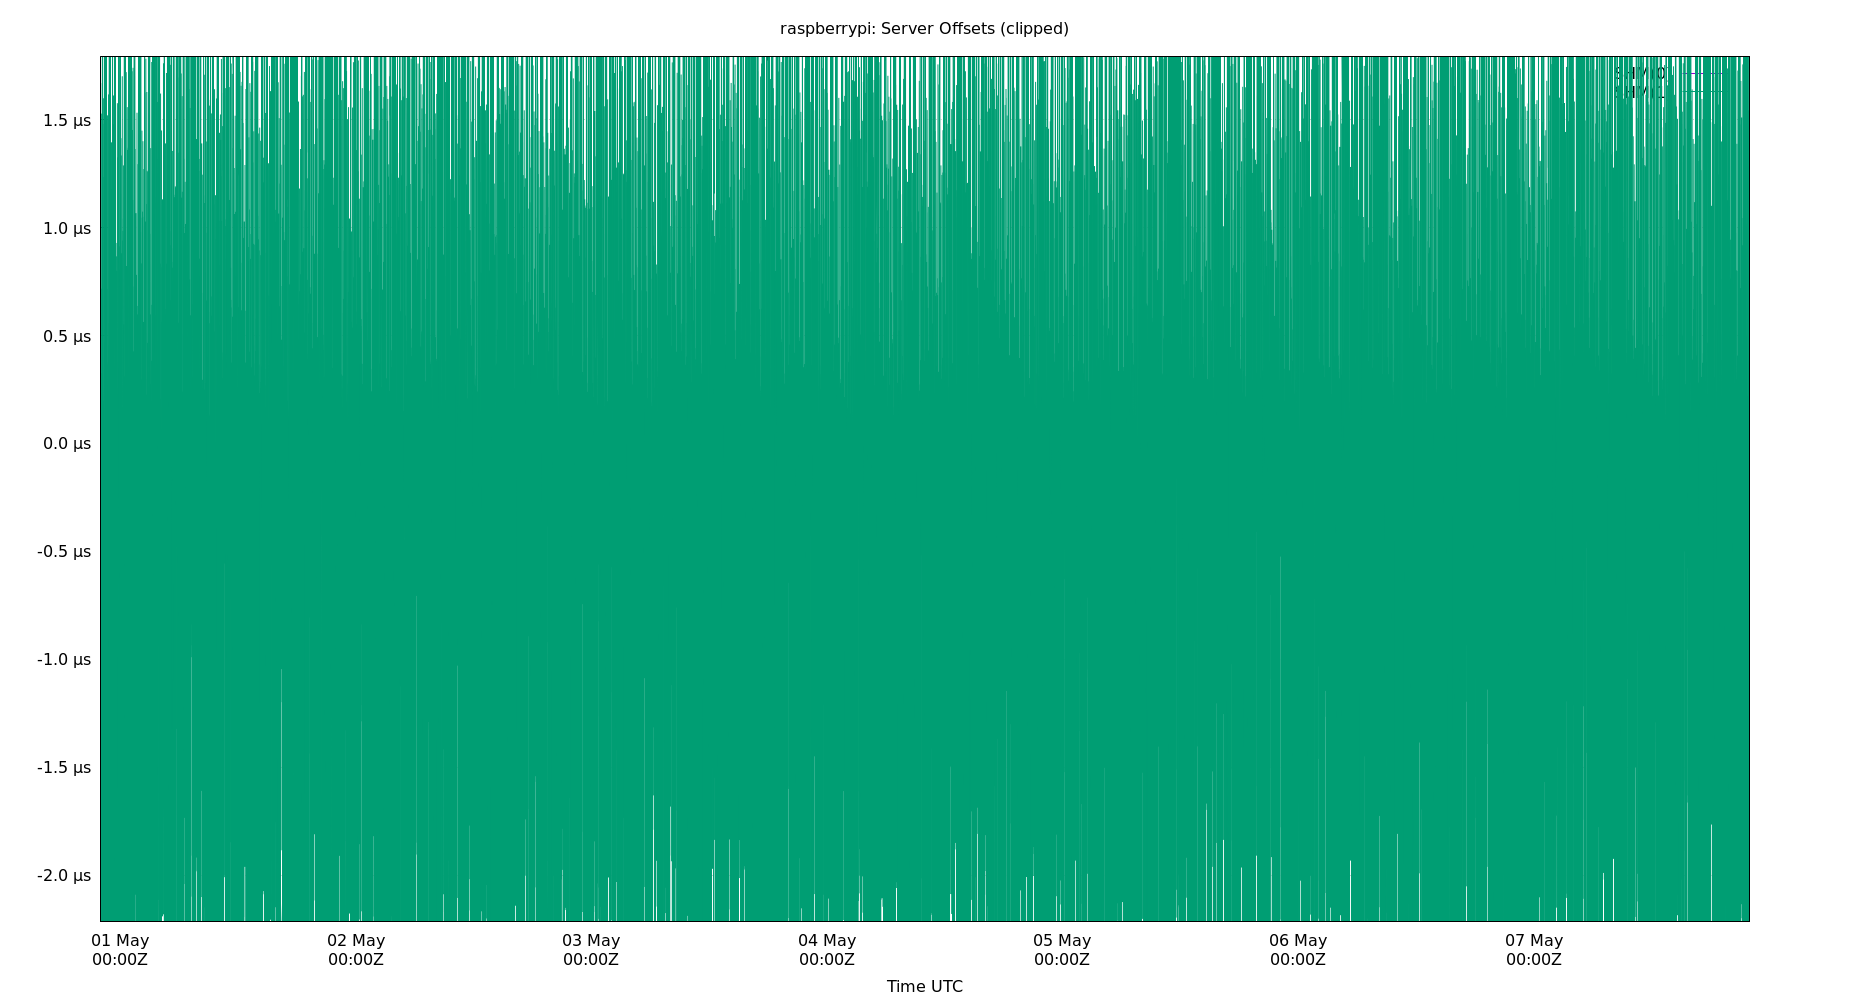 raspberrypi: Server Offsets (clipped)
1.5 µs
1.0 µs
0.5 µs
0.0 µs
-0.5 µs
-1.0 µs
-1.5 µs
-2.0 µs
01 May 02 May 03 May 04 May 05 May 06 May 07 May
00:00Z 00:00Z 00:00Z 00:00Z 00:00Z 00:00Z 00:00Z
Time UTC